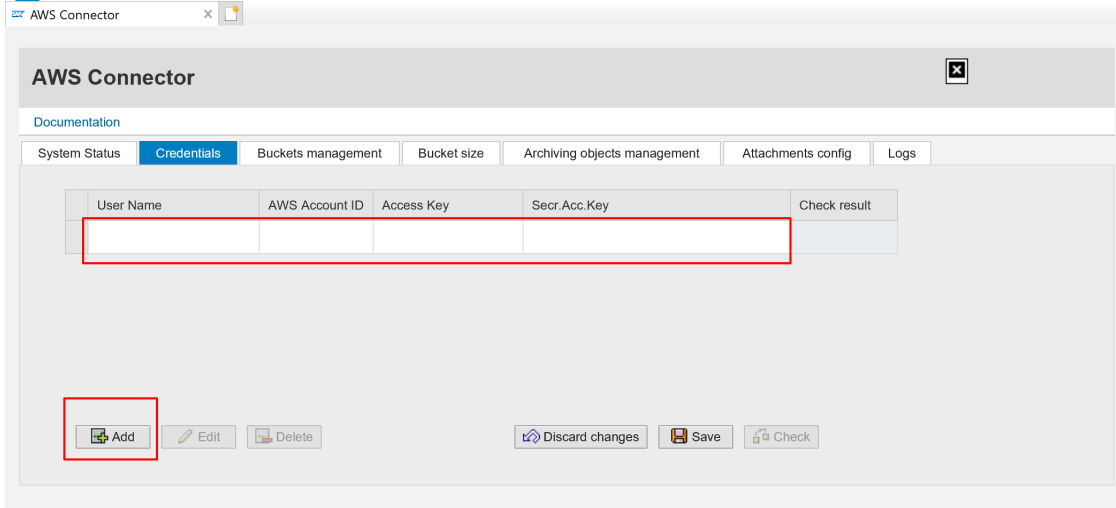 SAP AWS Connector
AWS Connector
Documentation
System Status Credentials Buckets management Bucket size Archiving objects management Attachments config Logs
User Name AWS Account ID Access Key Secr.Acc.Key Check result
Add Edit Delete Discard changes Save Check